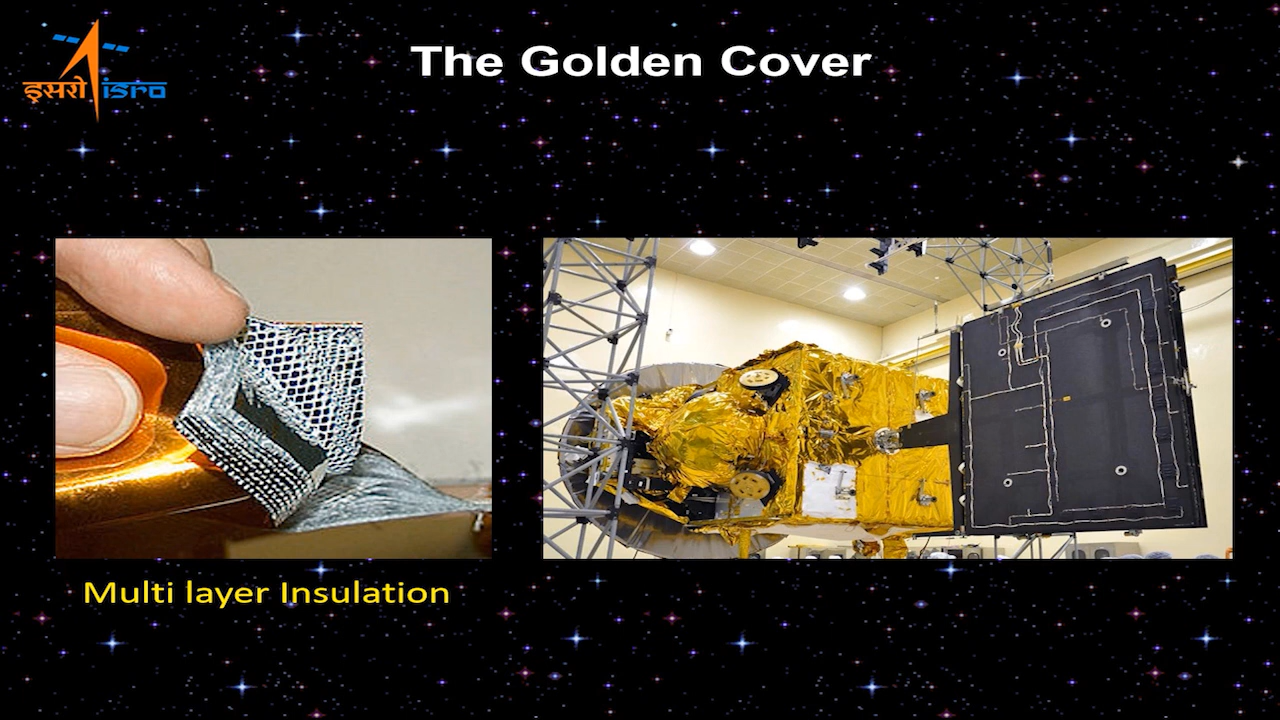 इसरो isro
The Golden Cover
Multi layer Insulation